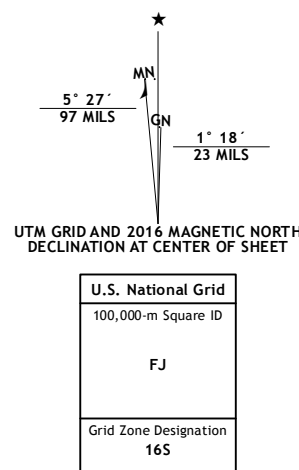 ★
MN.
5° 27´
97 MILS
GN
1° 18´
23 MILS
UTM GRID AND 2016 MAGNETIC NORTH
DECLINATION AT CENTER OF SHEET
U.S. National Grid
100,000-m Square ID
FJ
Grid Zone Designation
16S